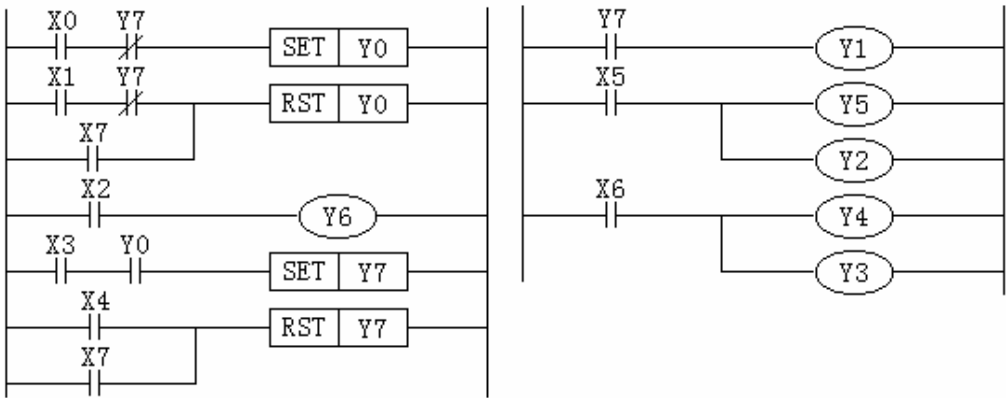 X0 Y7
SET Y0
X1 Y7
RST Y0
X7
X2
Y6
X3 Y0
SET Y7
X4
RST Y7
X7
Y7
Y1
X5
Y5
Y2
X6
Y4
Y3